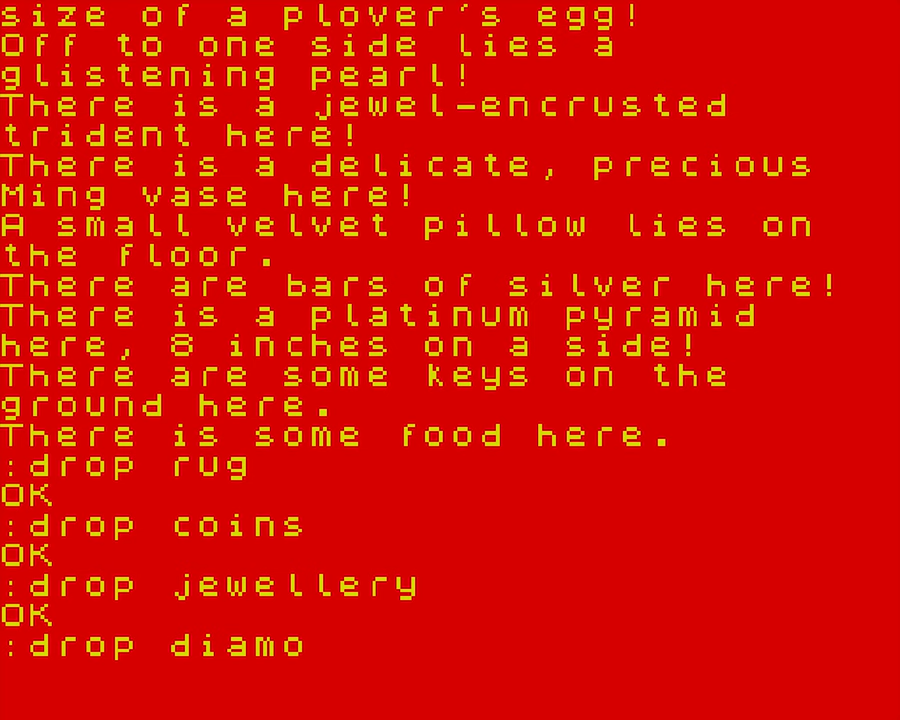 size of a plover's egg!
Off to one side lies a
glistening pearl!
There is a jewel-encrusted
trident here!
There is a delicate, precious
Ming vase here!
A small velvet pillow lies on
the floor.
There are bars of silver here!
There is a platinum pyramid
here, 8 inches on a side!
There are some keys on the
ground here.
There is some food here.
:drop rug
OK
:drop coins
OK
:drop jewellery
OK
:drop diamo